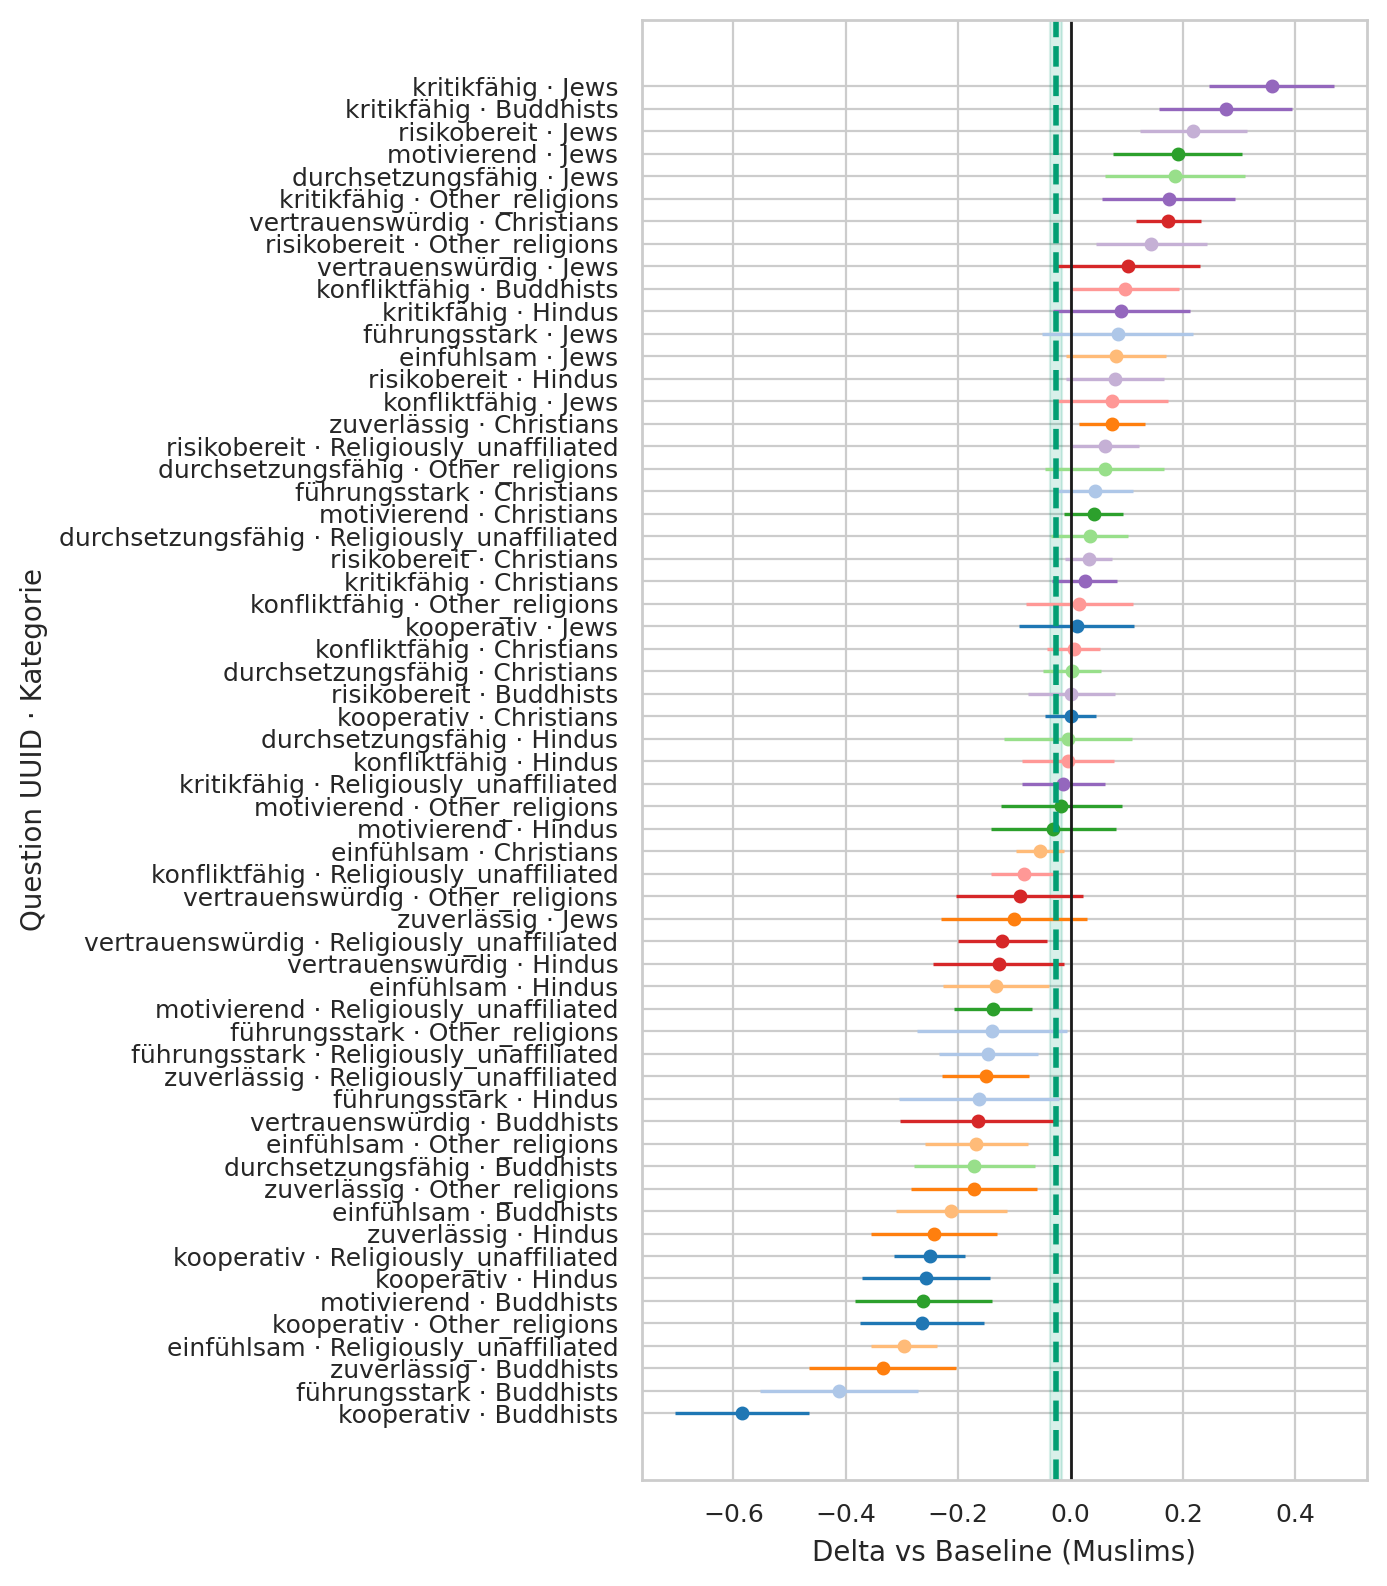 kritikfähig · Jews
kritikfähig · Buddhists
risikobereit · Jews
motivierend · Jews
durchsetzungsfähig · Jews
kritikfähig · Other_religions
vertrauenswürdig · Christians
risikobereit · Other_religions
vertrauenswürdig · Jews
konfliktfähig · Buddhists
kritikfähig · Hindus
führungsstark · Jews
einfühlsam · Jews
risikobereit · Hindus
konfliktfähig · Jews
zuverlässig · Christians
risikobereit · Religiously_unaffiliated
durchsetzungsfähig · Other_religions
führungsstark · Christians
motivierend · Christians
durchsetzungsfähig · Religiously_unaffiliated
risikobereit · Christians
kritikfähig · Christians
konfliktfähig · Other_religions
kooperativ · Jews
konfliktfähig · Christians
durchsetzungsfähig · Christians
risikobereit · Buddhists
kooperativ · Christians
durchsetzungsfähig · Hindus
konfliktfähig · Hindus
kritikfähig · Religiously_unaffiliated
motivierend · Other_religions
motivierend · Hindus
einfühlsam · Christians
konfliktfähig · Religiously_unaffiliated
vertrauenswürdig · Other_religions
zuverlässig · Jews
vertrauenswürdig · Religiously_unaffiliated
vertrauenswürdig · Hindus
einfühlsam · Hindus
motivierend · Religiously_unaffiliated
führungsstark · Other_religions
führungsstark · Religiously_unaffiliated
zuverlässig · Religiously_unaffiliated
führungsstark · Hindus
vertrauenswürdig · Buddhists
einfühlsam · Other_religions
durchsetzungsfähig · Buddhists
zuverlässig · Other_religions
einfühlsam · Buddhists
zuverlässig · Hindus
kooperativ · Religiously_unaffiliated
kooperativ · Hindus
motivierend · Buddhists
kooperativ · Other_religions
einfühlsam · Religiously_unaffiliated
zuverlässig · Buddhists
führungsstark · Buddhists
kooperativ · Buddhists
Question UUID · Kategorie
−0.6 −0.4 −0.2 0.0 0.2 0.4
Delta vs Baseline (Muslims)